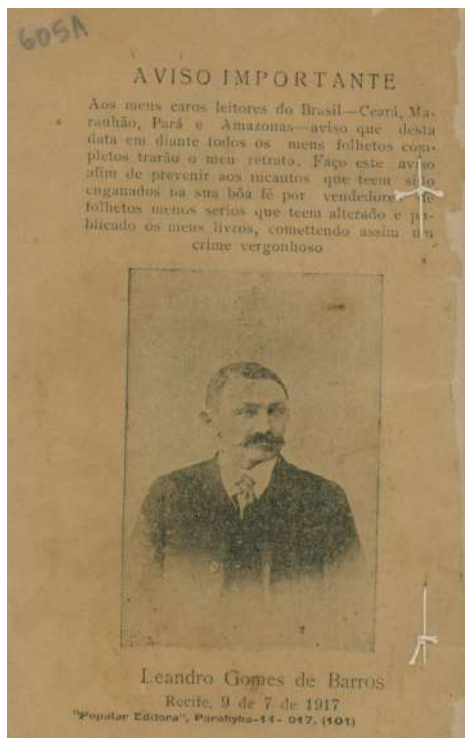 605A
AVISO IMPORTANTE
Aos meus caros leitores do Brasil—Ceará, Ma-
ranhão, Pará e Amazonas—aviso que desta
data em diante todos os meus folhetos com-
pletos trarão o meu retrato. Faço este aviso
afim de prevenir aos incautos que teem sido
enganados na sua bôa fé por vendedores de
folhetos menos serios que teem alterado e pu-
blicado os meus livros, comettendo assim um
crime vergonhoso
Leandro Gomes de Barros
Recife, 9 de 7 de 1917
"Popular Editora", Parahyba-11- 917. (101)